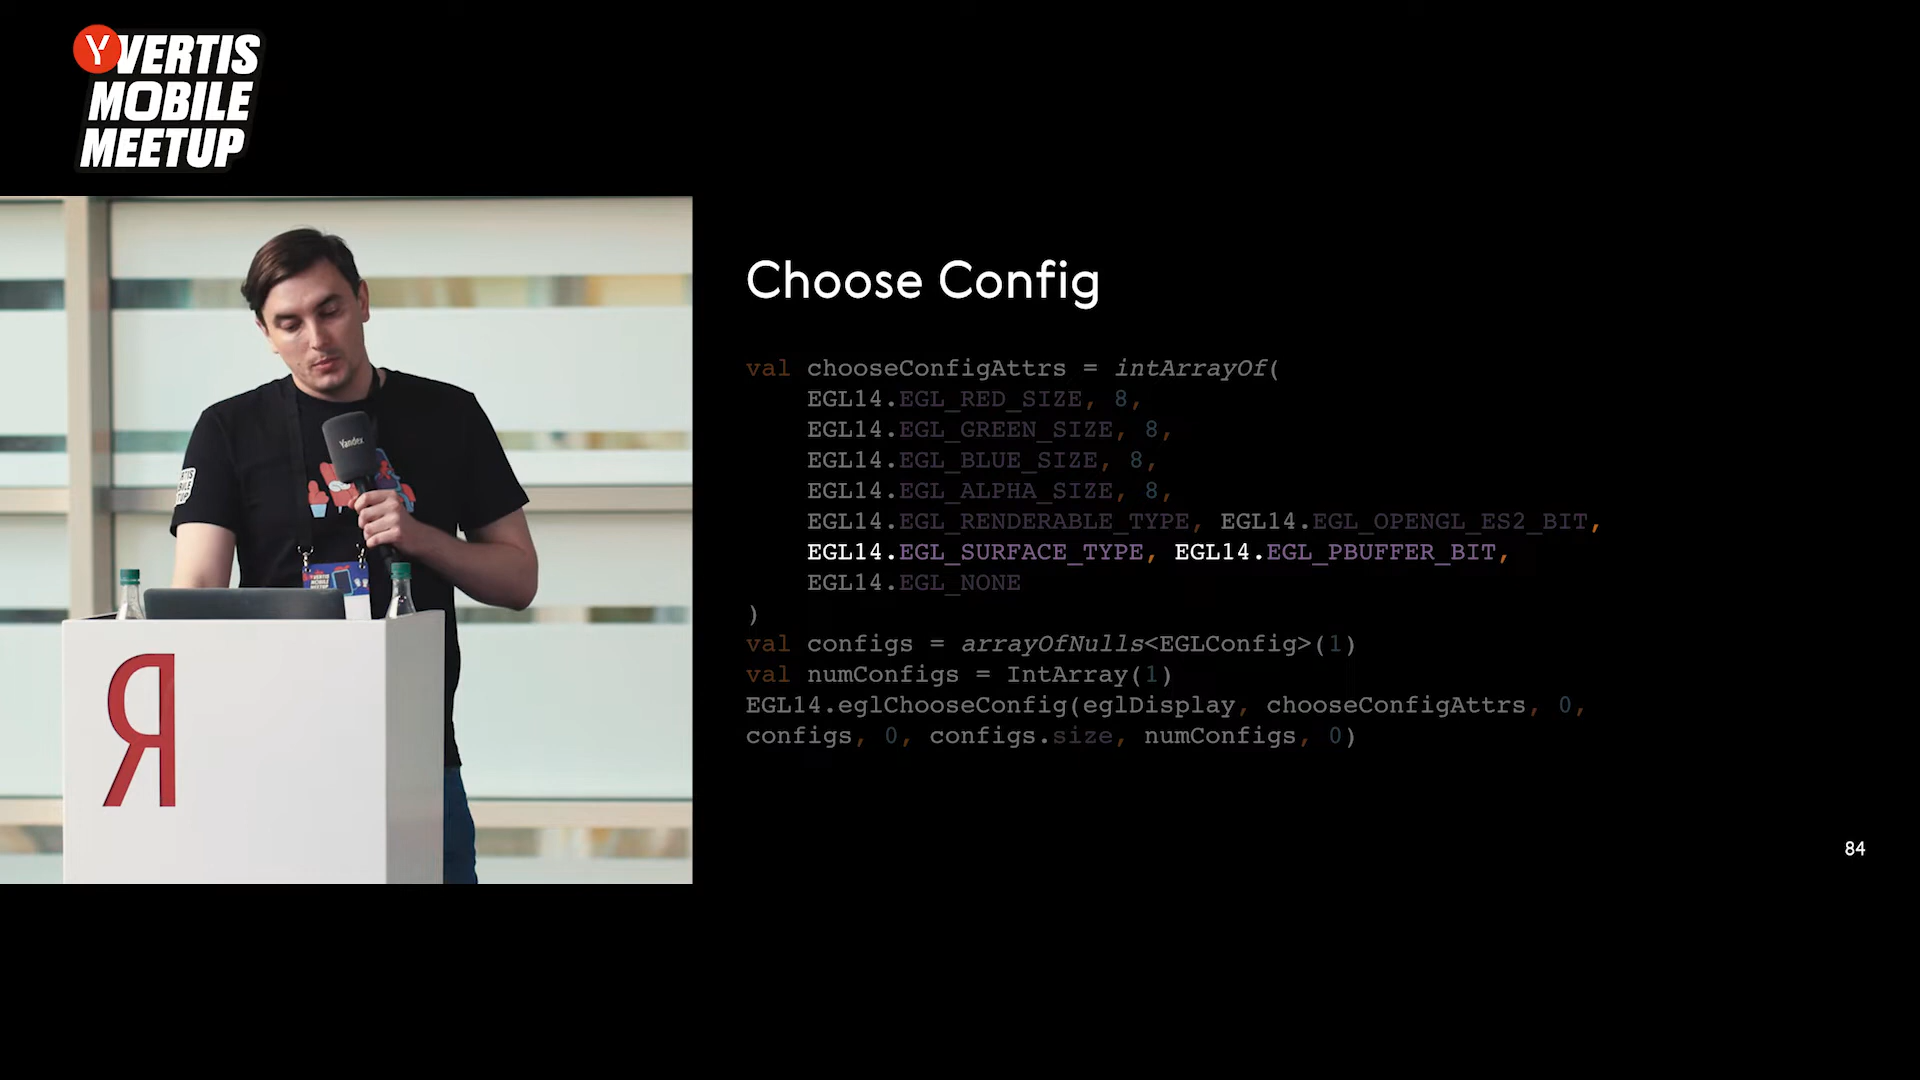 Y VERTIS
MOBILE
MEETUP
Choose Config
val chooseConfigAttrs = intArrayOf(
EGL14.EGL_RED_SIZE, 8,
EGL14.EGL_GREEN_SIZE, 8,
EGL14.EGL_BLUE_SIZE, 8,
EGL14.EGL_ALPHA_SIZE, 8,
EGL14.EGL_RENDERABLE_TYPE, EGL14.EGL_OPENGL_ES2_BIT,
EGL14.EGL_SURFACE_TYPE, EGL14.EGL_PBUFFER_BIT,
EGL14.EGL_NONE
)
val configs = arrayOfNulls<EGLConfig>(1)
val numConfigs = IntArray(1)
EGL14.eglChooseConfig(eglDisplay, chooseConfigAttrs, 0,
configs, 0, configs.size, numConfigs, 0)
84
Yandex
Я